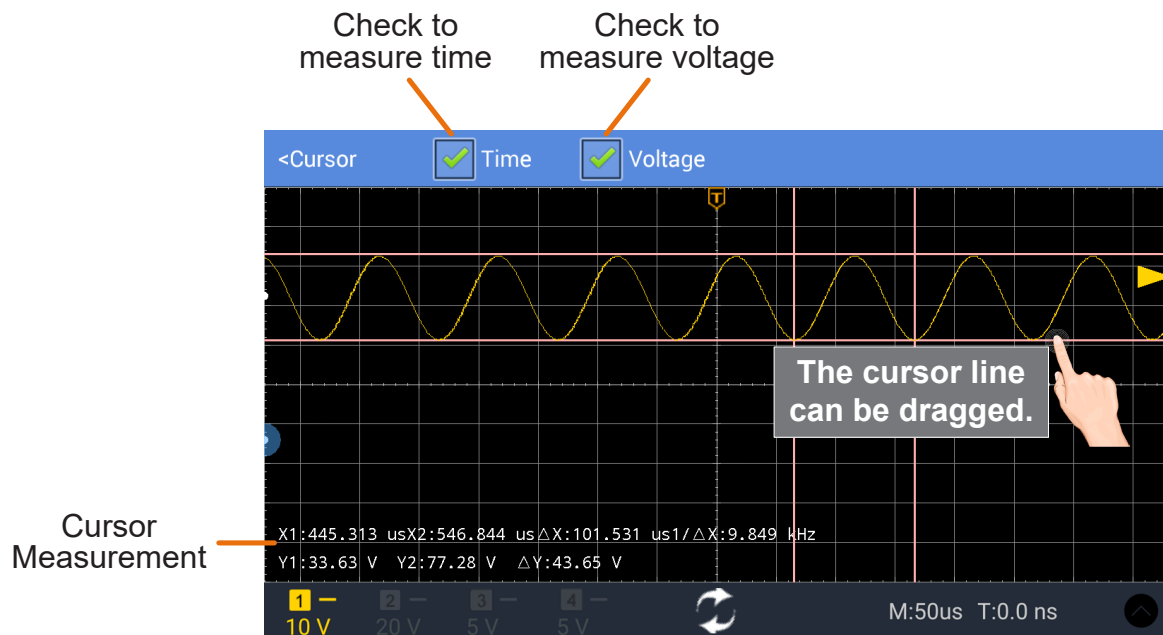 Check to
measure time
Check to
measure voltage
<Cursor
Time
Voltage
T
The cursor line
can be dragged.
Cursor
Measurement
X1:445.313 usX2:546.844 us△X:101.531 us1/△X:9.849 kHz
Y1:33.63 V Y2:77.28 V △Y:43.65 V
1 2 3 4
10 V 20 V 5 V 5 V
M:50us T:0.0 ns